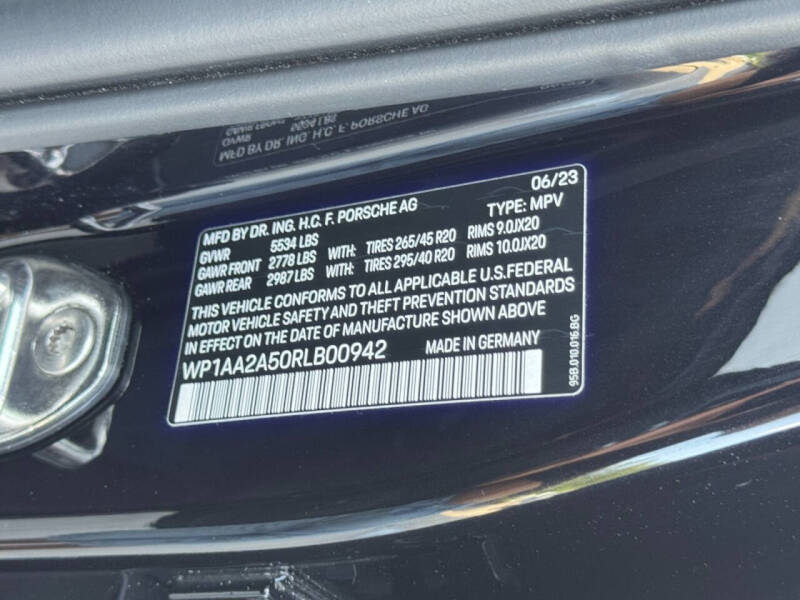 06/23
MFD BY DR. ING. H.C. F. PORSCHE AG TYPE: MPV
GVWR 5534 LBS
GAWR FRONT 2778 LBS WITH: TIRES 265/45 R20 RIMS 9.0JX20
GAWR REAR 2987 LBS WITH: TIRES 295/40 R20 RIMS 10.0JX20
THIS VEHICLE CONFORMS TO ALL APPLICABLE U.S.FEDERAL
MOTOR VEHICLE SAFETY AND THEFT PREVENTION STANDARDS
IN EFFECT ON THE DATE OF MANUFACTURE SHOWN ABOVE
WP1AA2A50RLB00942 MADE IN GERMANY
95B.010.016.BG